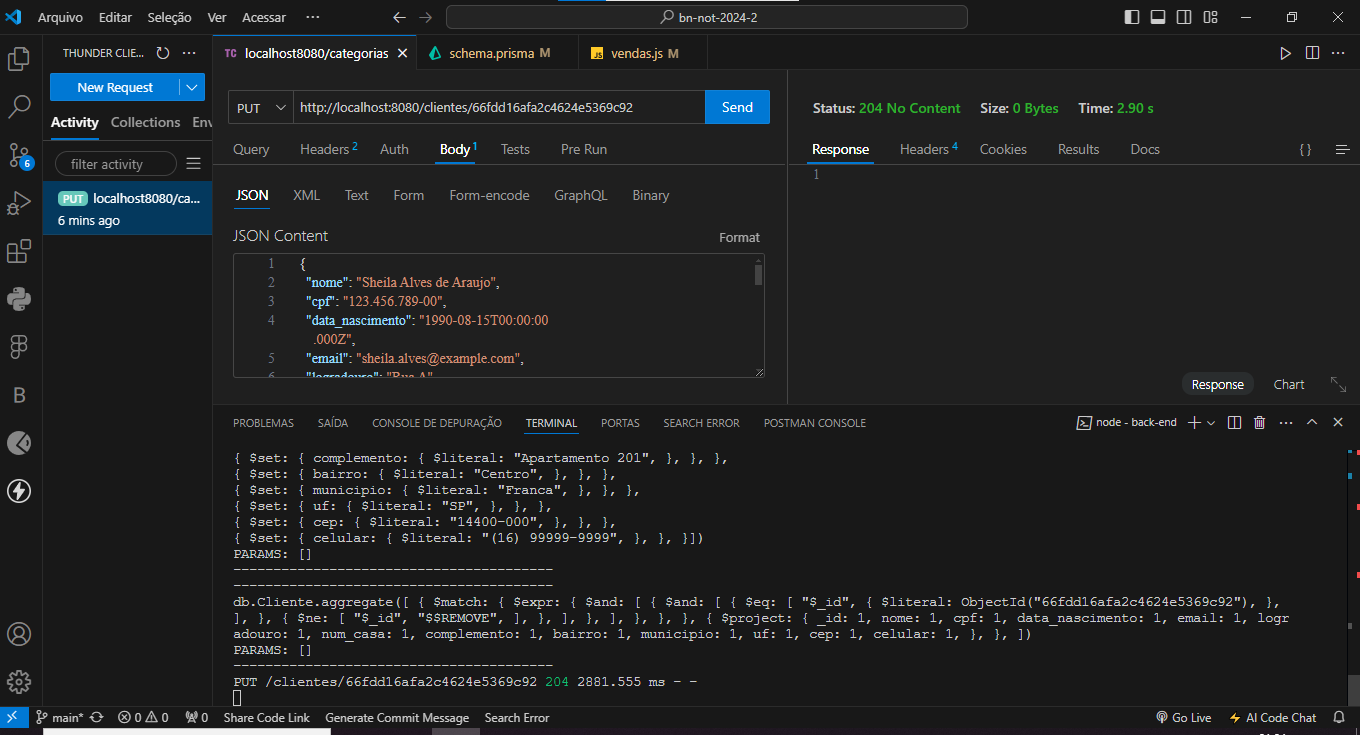 Arquivo Editar Seleção Ver Acessar ··· bn-not-2024-2
THUNDER CLIE... ··· TC localhost8080/categorias schema.prisma M JS vendas.js M
New Request
PUT http://localhost:8080/clientes/66fdd16afa2c4624e5369c92 Send
Status: 204 No Content Size: 0 Bytes Time: 2.90 s
Activity Collections Env
Query Headers 2 Auth Body 1 Tests Pre Run
Response Headers 4 Cookies Results Docs { }
filter activity
1
PUT localhost8080/ca...
6 mins ago
6
JSON XML Text Form Form-encode GraphQL Binary
JSON Content Format
1 {
2 "nome": "Sheila Alves de Araujo",
3 "cpf": "123.456.789-00",
4 "data_nascimento": "1990-08-15T00:00:00
.000Z",
5 "email": "sheila.alves@example.com",
6 "logradouro": "Rua A"
Response Chart
B
PROBLEMAS SAÍDA CONSOLE DE DEPURAÇÃO TERMINAL PORTAS SEARCH ERROR POSTMAN CONSOLE node - back-end ···
{ $set: { complemento: { $literal: "Apartamento 201", }, }, },
{ $set: { bairro: { $literal: "Centro", }, }, },
{ $set: { municipio: { $literal: "Franca", }, }, },
{ $set: { uf: { $literal: "SP", }, }, },
{ $set: { cep: { $literal: "14400-000", }, }, },
{ $set: { celular: { $literal: "(16) 99999-9999", }, }, }])
PARAMS: []
----------------------------------------
----------------------------------------
db.Cliente.aggregate([ { $match: { $expr: { $and: [ { $and: [ { $eq: [ "$_id", { $literal: ObjectId("66fdd16afa2c4624e5369c92"), },
], }, { $ne: [ "$_id", "$$REMOVE", ], }, ], }, ], }, }, }, { $project: { _id: 1, nome: 1, cpf: 1, data_nascimento: 1, email: 1, logr
adouro: 1, num_casa: 1, complemento: 1, bairro: 1, municipio: 1, uf: 1, cep: 1, celular: 1, }, }, ])
PARAMS: []
----------------------------------------
PUT /clientes/66fdd16afa2c4624e5369c92 204 2881.555 ms - -
main* 0 0 0 Share Code Link Generate Commit Message Search Error Go Live AI Code Chat